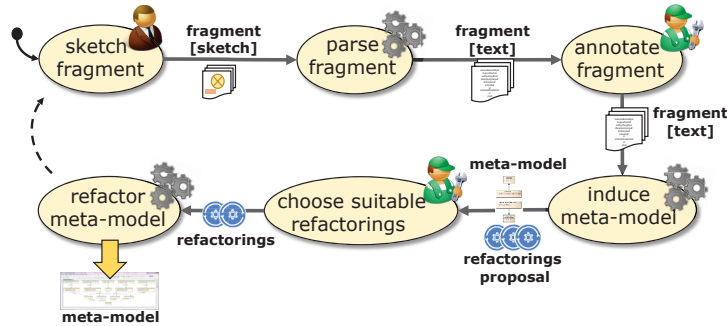 sketch
fragment
fragment
[sketch]
parse
fragment
fragment
[text]
annotate
fragment
fragment
[text]
induce
meta-model
meta-model
refactorings
proposal
choose suitable
refactorings
refactorings
refactor
meta-model
meta-model